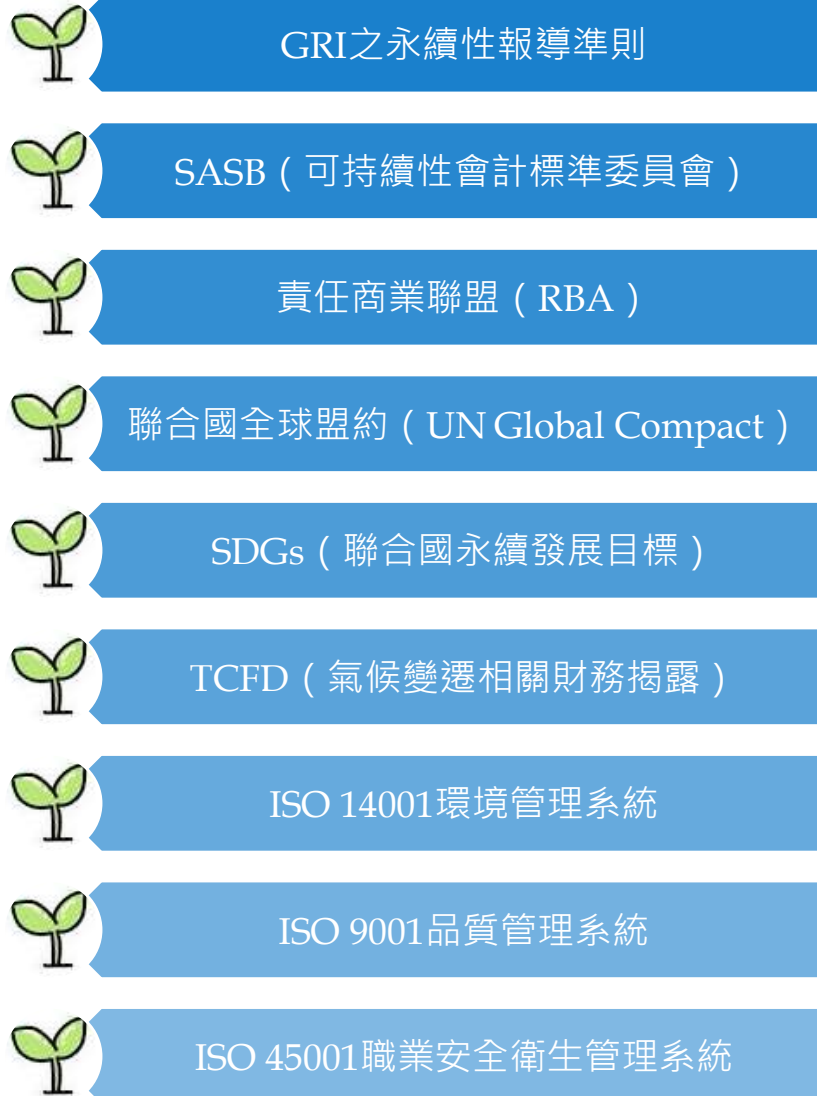 GRI之永續性報導準則
SASB（可持續性會計標準委員會）
責任商業聯盟（RBA）
聯合國全球盟約（UN Global Compact）
SDGs（聯合國永續發展目標）
TCFD（氣候變遷相關財務揭露）
ISO 14001環境管理系統
ISO 9001品質管理系統
ISO 45001職業安全衛生管理系統